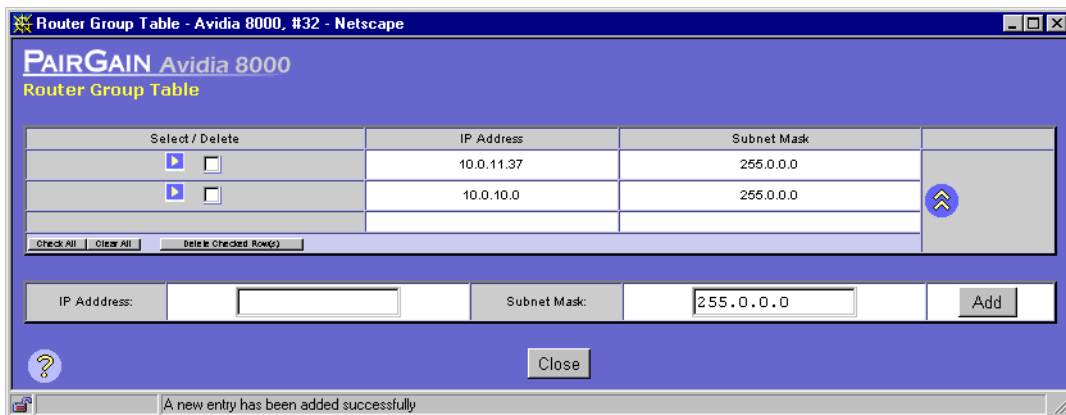 Router Group Table - Avidia 8000, #32 - Netscape
PAIRGAIN Avidia 8000
Router Group Table
Select / Delete IP Address Subnet Mask
10.0.11.37 255.0.0.0
10.0.10.0 255.0.0.0
Check All Clear All Delete Checked Row(s)
IP Adddress: Subnet Mask: 255.0.0.0 Add
? Close
A new entry has been added successfully